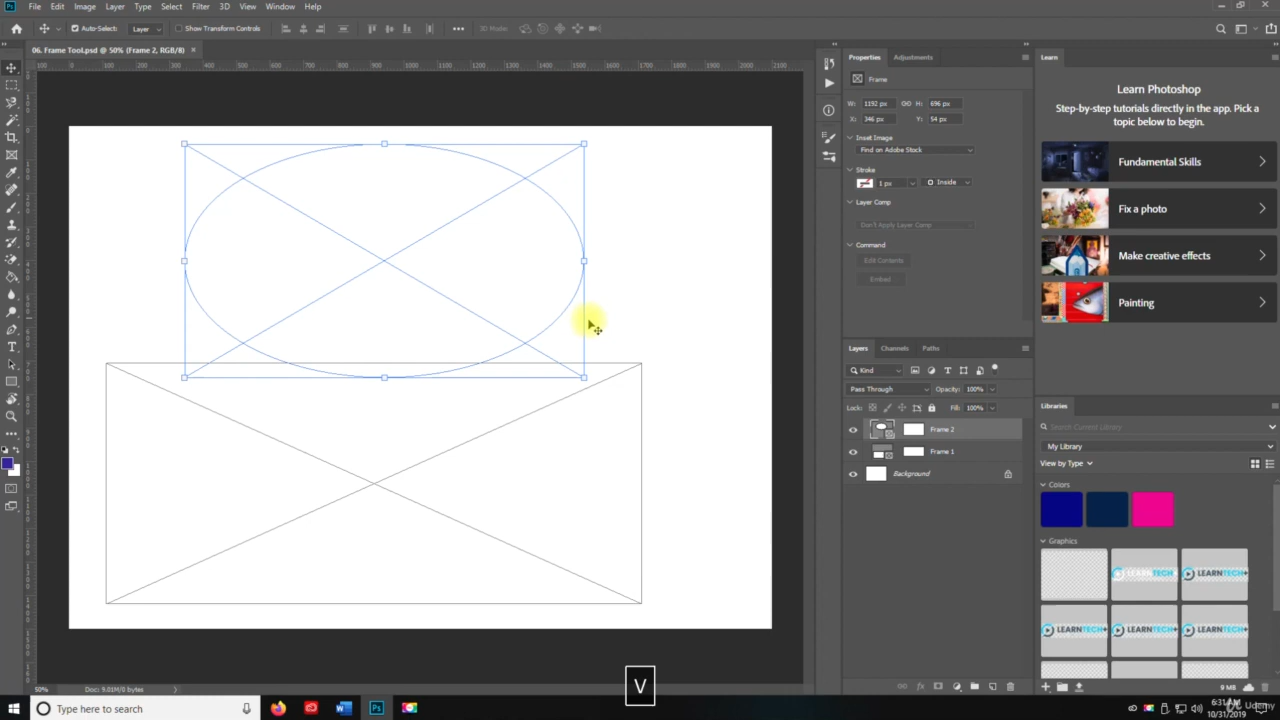 Ps File Edit Image Layer Type Select Filter 3D View Window Help
Auto-Select: Layer Show Transform Controls 3D Mode:
06. Frame Tool.psd @ 50% (Frame 2, RGB/8) ×
Properties Adjustments
Learn
Frame
W: 1192 px H: 696 px
X: 346 px Y: 54 px
Inset Image
Find on Adobe Stock
Stroke
1 px Inside
Layer Comp
Don't Apply Layer Comp
Command
Edit Contents
Embed
Learn Photoshop
Step-by-step tutorials directly in the app. Pick a
topic below to begin.
Fundamental Skills
Fix a photo
Make creative effects
Painting
Layers Channels Paths
Kind
Pass Through Opacity: 100%
Lock: Fill: 100%
Frame 2
Frame 1
Background
Libraries
Search Current Library
My Library
View by Type
Colors
Graphics
LEARNTECH+
LEARNTECH+
LEARNTECH+
LEARNTECH+
LEARNTECH+
9 MB
50% Doc: 9.01M/0 bytes
V
Type here to search
10/31/2019
Udemy